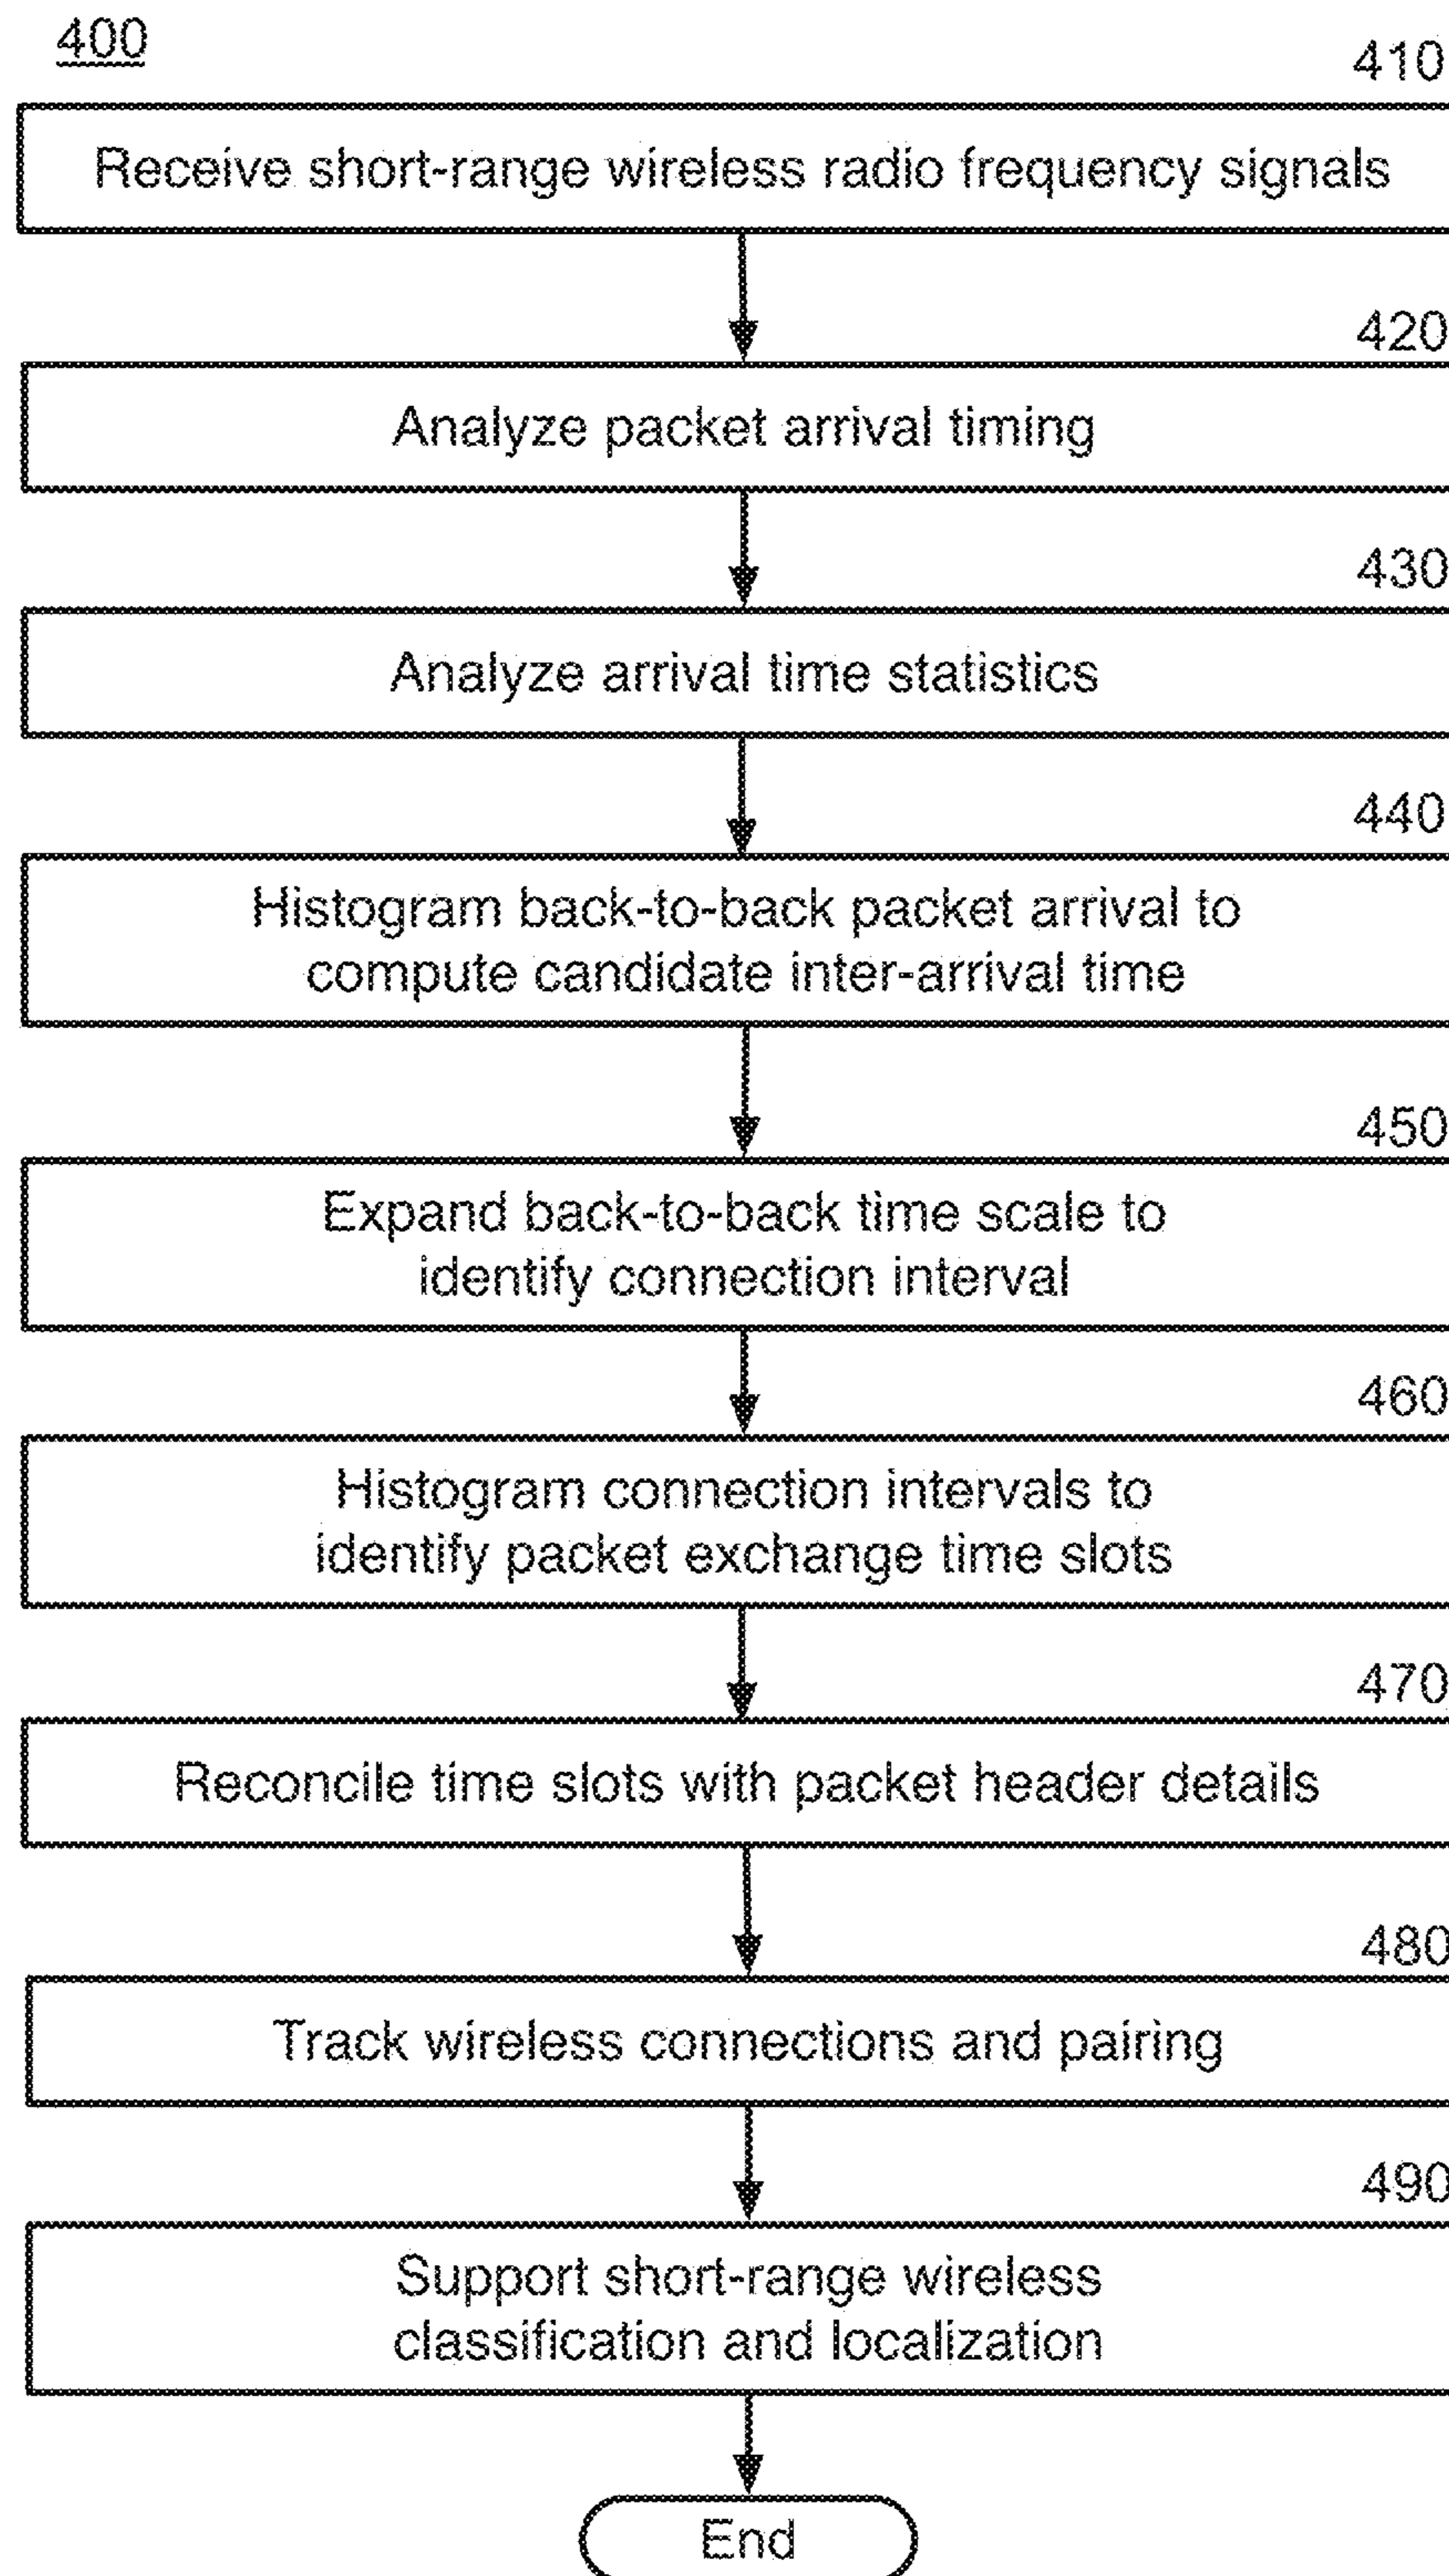 400
410
Receive short-range wireless radio frequency signals
420
Analyze packet arrival timing
430
Analyze arrival time statistics
440
Histogram back-to-back packet arrival to
compute candidate inter-arrival time
450
Expand back-to-back time scale to
identify connection interval
460
Histogram connection intervals to
identify packet exchange time slots
470
Reconcile time slots with packet header details
480
Track wireless connections and pairing
490
Support short-range wireless
classification and localization
End